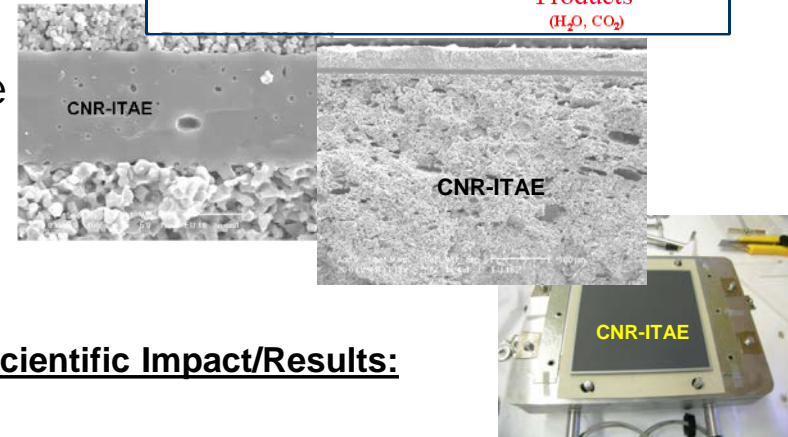 Products
(H₂O, CO₂)
e
CNR-ITAE
CNR-ITAE
CNR-ITAE
cientific Impact/Results: